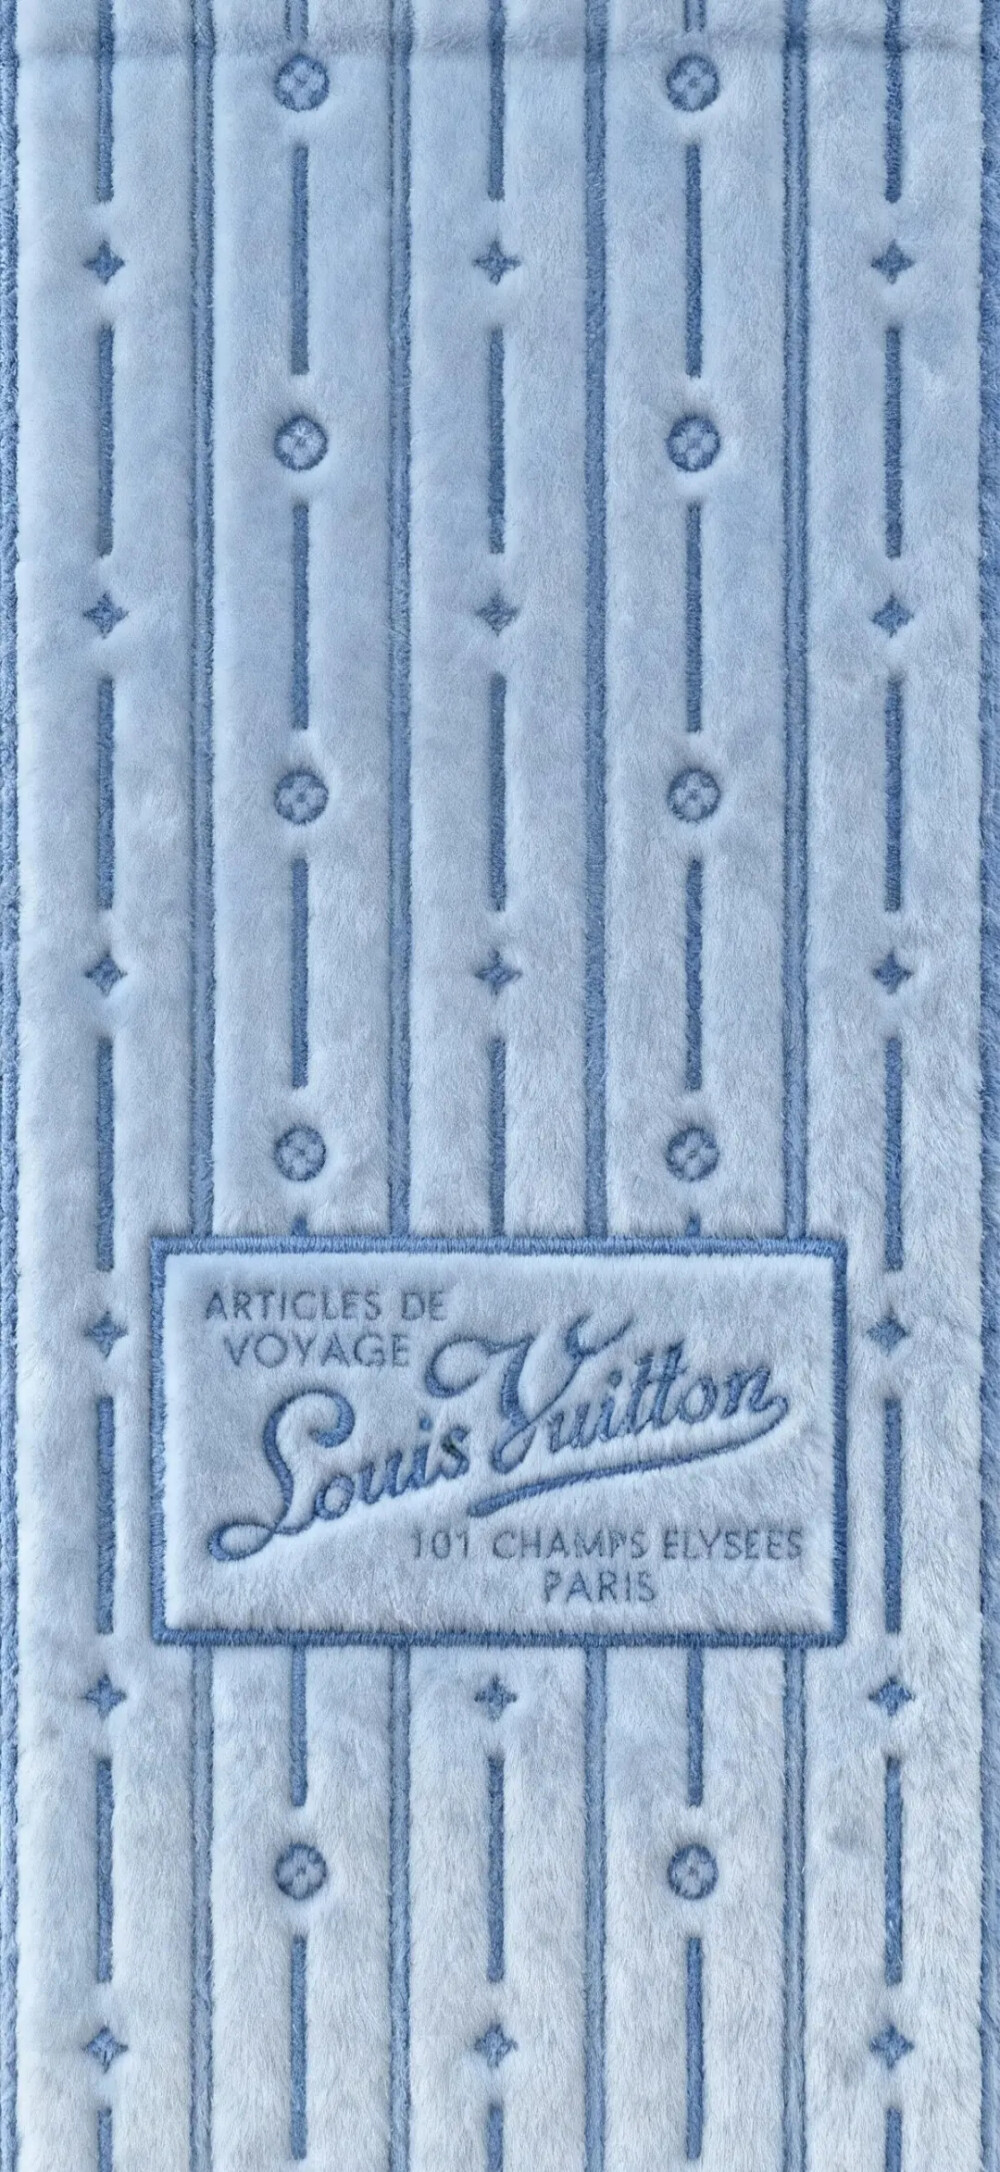 ARTICLES DE
VOYAGE
Louis Vuitton
101 CHAMPS ELYSEES
PARIS